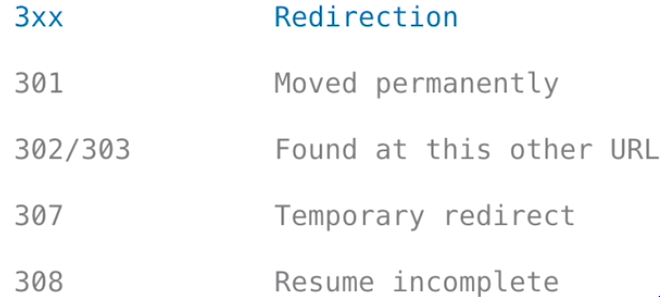 3xx Redirection
301 Moved permanently
302/303 Found at this other URL
307 Temporary redirect
308 Resume incomplete